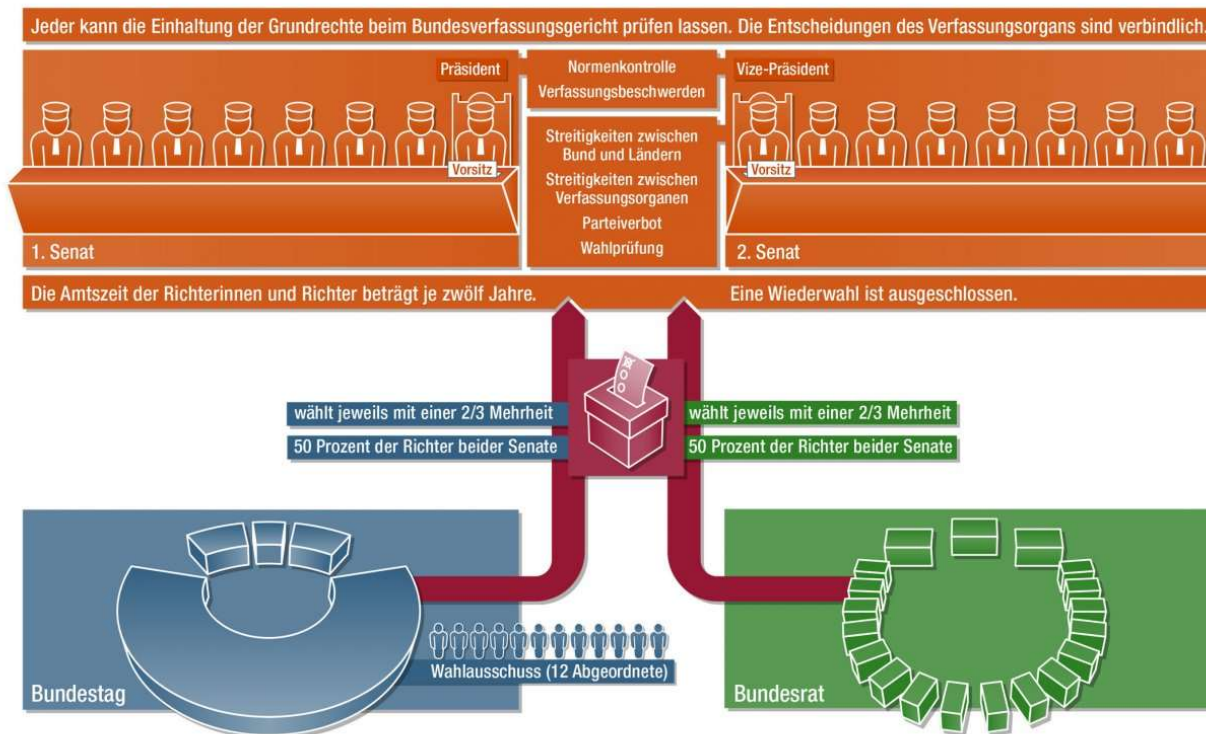 Jeder kann die Einhaltung der Grundrechte beim Bundesverfassungsgericht prüfen lassen. Die Entscheidungen des Verfassungsorgans sind verbindlich.
Präsident
Normenkontrolle
Verfassungsbeschwerden
Vize-Präsident
Vorsitz
Streitigkeiten zwischen
Bund und Ländern
Streitigkeiten zwischen
Verfassungsorganen
Parteiverbot
Wahlprüfung
Vorsitz
1. Senat
2. Senat
Die Amtszeit der Richterinnen und Richter beträgt je zwölf Jahre.
Eine Wiederwahl ist ausgeschlossen.
wählt jeweils mit einer 2/3 Mehrheit
50 Prozent der Richter beider Senate
wählt jeweils mit einer 2/3 Mehrheit
50 Prozent der Richter beider Senate
Wahlausschuss (12 Abgeordnete)
Bundestag
Bundesrat